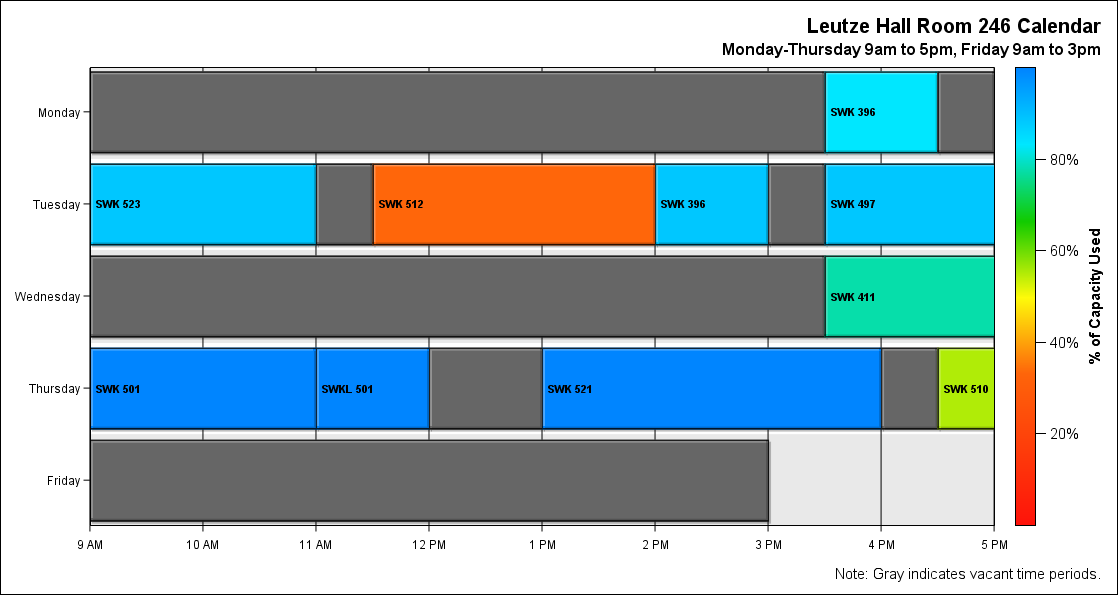 Leutze Hall Room 246 Calendar
Monday-Thursday 9am to 5pm, Friday 9am to 3pm
Monday
SWK 396
Tuesday
SWK 523
SWK 512
SWK 396
SWK 497
Wednesday
SWK 411
Thursday
SWK 501
SWKL 501
SWK 521
SWK 510
Friday
9 AM
10 AM
11 AM
12 PM
1 PM
2 PM
3 PM
4 PM
5 PM
80%
60%
40%
20%
% of Capacity Used
Note: Gray indicates vacant time periods.